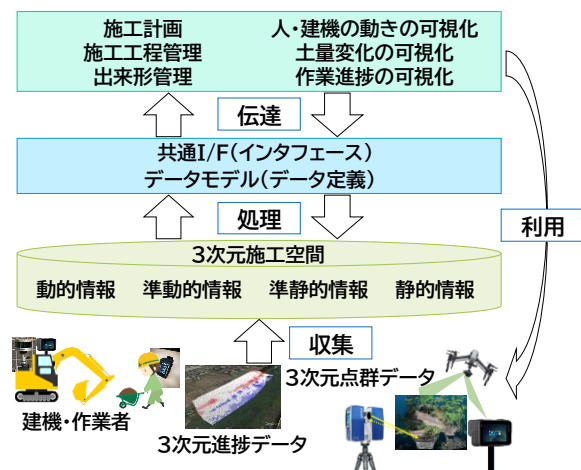 施工計画
施工工程管理
出来形管理
人・建機の動きの可視化
土量変化の可視化
作業進捗の可視化
伝達
共通I/F(インタフェース)
データモデル(データ定義)
処理
利用
3次元施工空間
動的情報 準動的情報 準静的情報 静的情報
収集
3次元点群データ
建機・作業者
3次元進捗データ